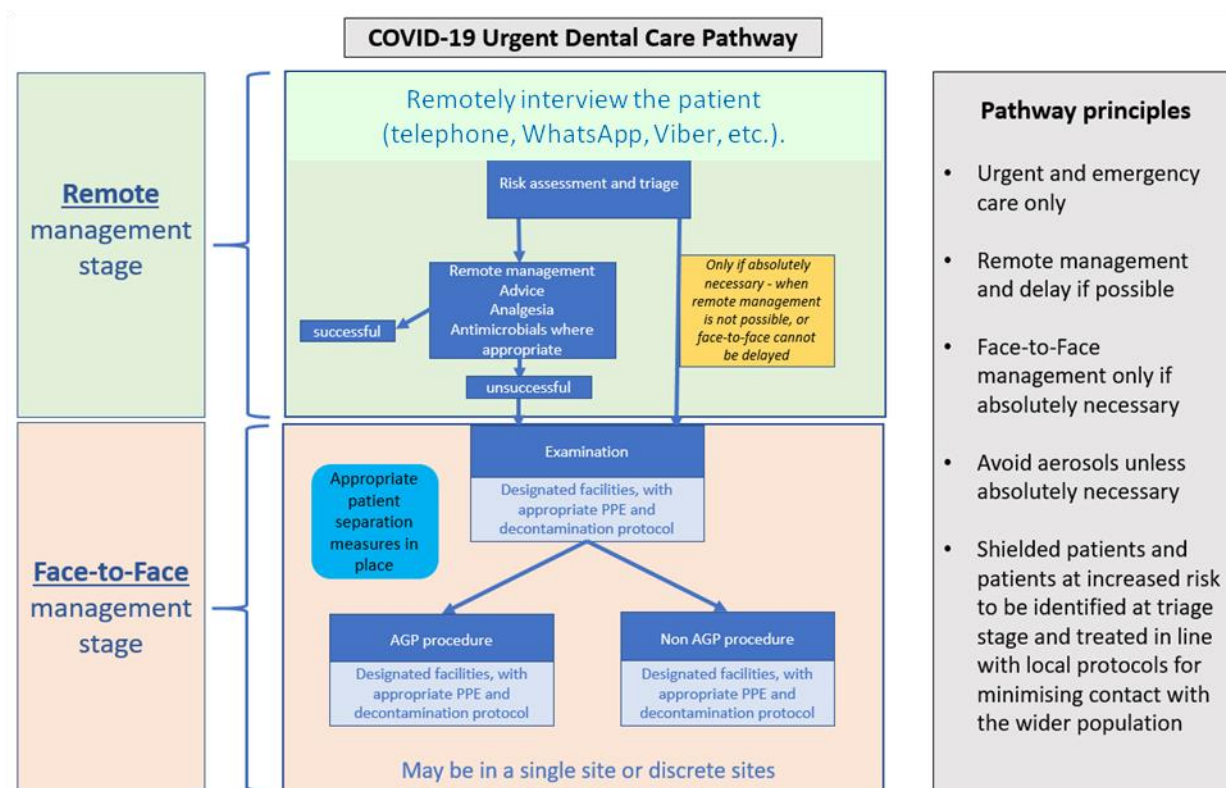 COVID-19 Urgent Dental Care Pathway
Remote
management
stage
Remotely interview the patient
(telephone, WhatsApp, Viber, etc.).
Risk assessment and triage
Remote management
Advice
Analgesia
Antimicrobials where
appropriate
successful
unsuccessful
Only if absolutely
necessary - when
remote management
is not possible, or
face-to-face cannot
be delayed
Face-to-Face
management
stage
Appropriate
patient
separation
measures in
place
Examination
Designated facilities, with
appropriate PPE and
decontamination protocol
AGP procedure
Designated facilities, with
appropriate PPE and
decontamination protocol
Non AGP procedure
Designated facilities, with
appropriate PPE and
decontamination protocol
May be in a single site or discrete sites
Pathway principles
• Urgent and emergency
care only
• Remote management
and delay if possible
• Face-to-Face
management only if
absolutely necessary
• Avoid aerosols unless
absolutely necessary
• Shielded patients and
patients at increased risk
to be identified at triage
stage and treated in line
with local protocols for
minimising contact with
the wider population